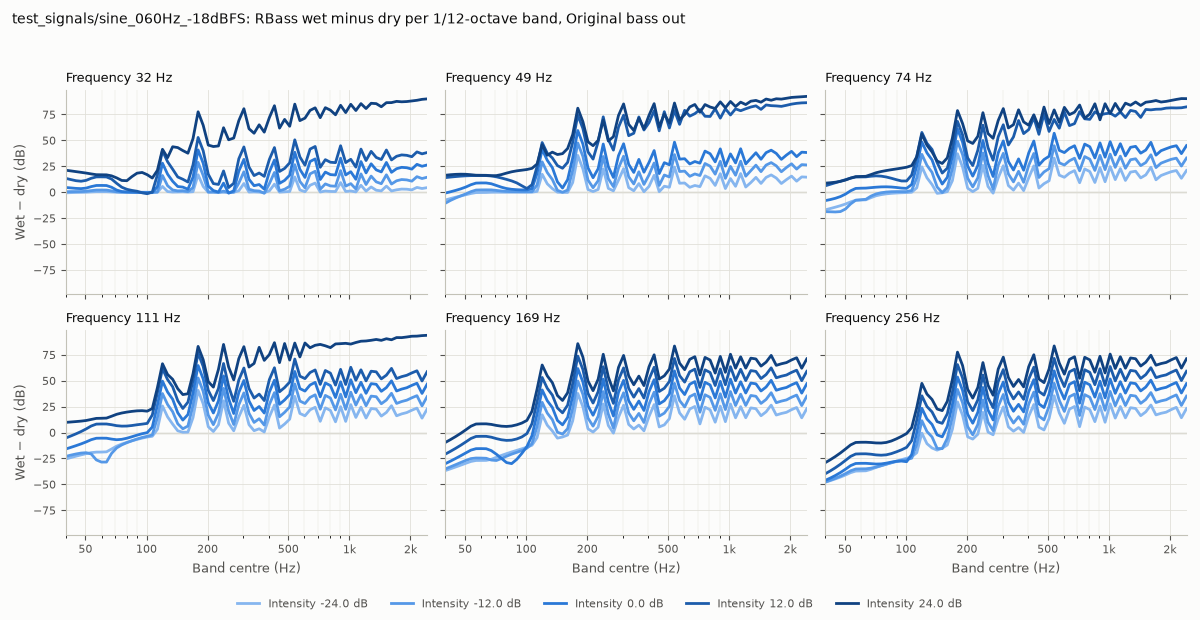 test_signals/sine_060Hz_-18dBFS: RBass wet minus dry per 1/12-octave band, Original bass out
Frequency 32 Hz
Frequency 49 Hz
Frequency 74 Hz
Wet − dry (dB)
75
50
25
0
−25
−50
−75
Frequency 111 Hz
Frequency 169 Hz
Frequency 256 Hz
Wet − dry (dB)
75
50
25
0
−25
−50
−75
50 100 200 500 1k 2k
50 100 200 500 1k 2k
50 100 200 500 1k 2k
Band centre (Hz)
Band centre (Hz)
Band centre (Hz)
Intensity -24.0 dB
Intensity -12.0 dB
Intensity 0.0 dB
Intensity 12.0 dB
Intensity 24.0 dB